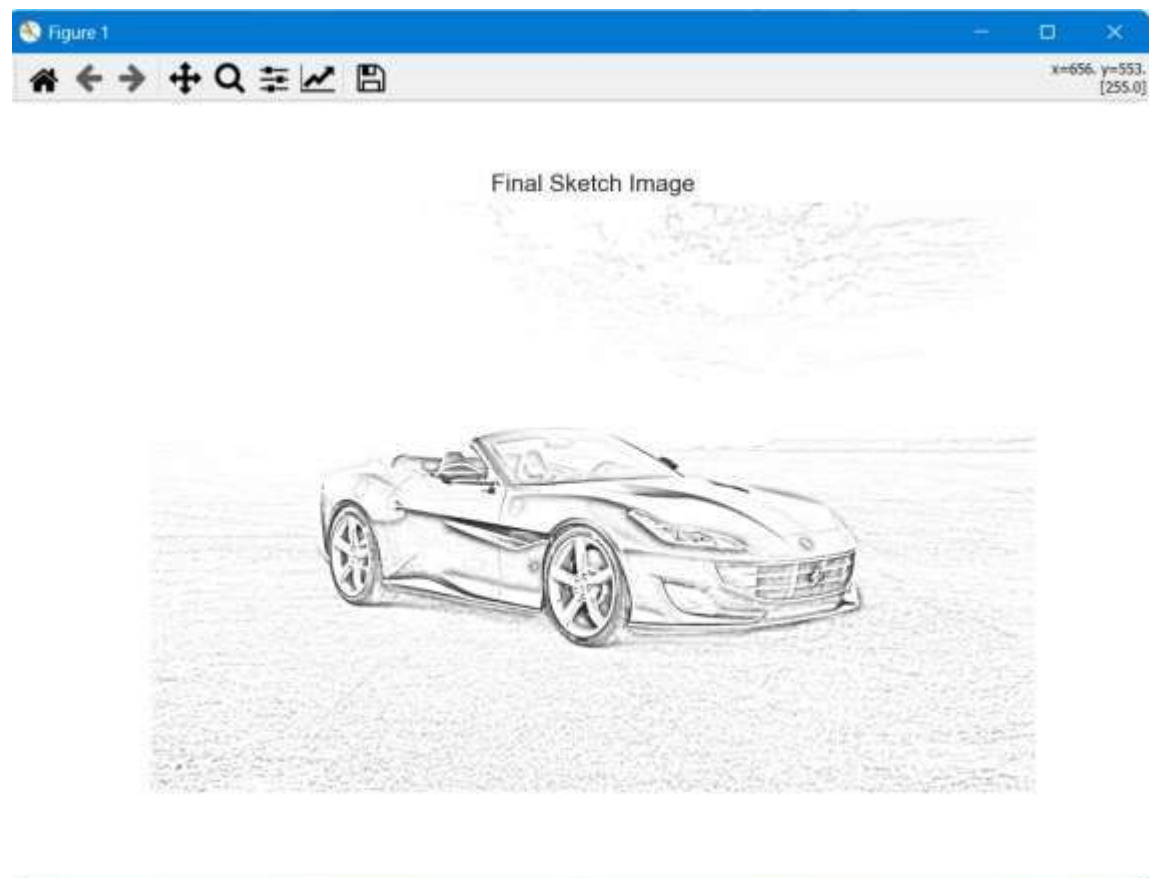 Figure 1
x=656. y=553.
[255.0]
Final Sketch Image